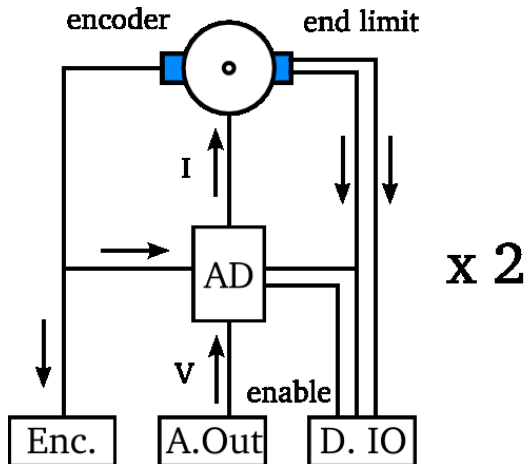 encoder
end limit
I
AD
x 2
V
enable
Enc.
A.Out
D. IO